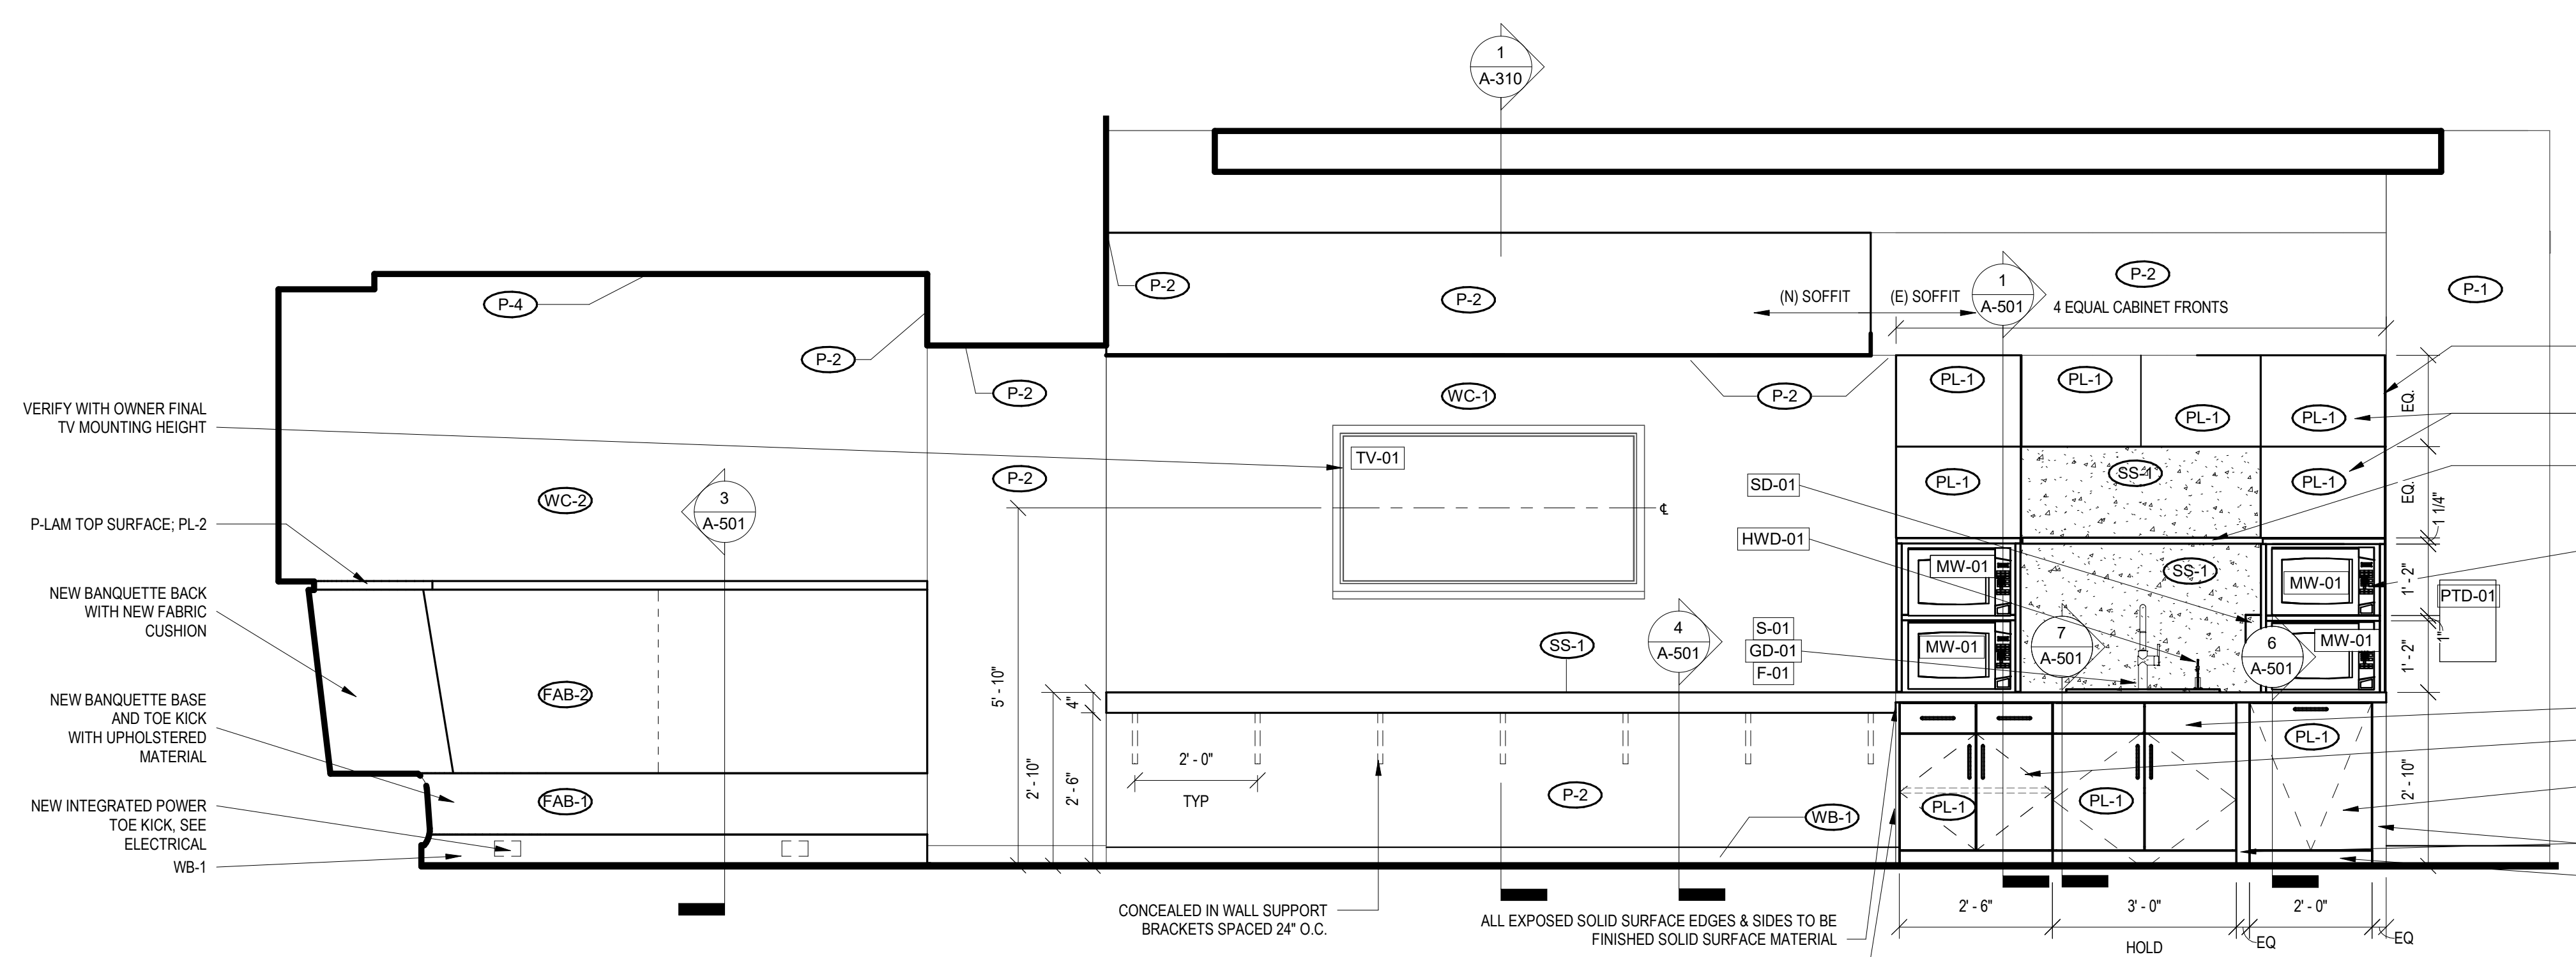 1
A-310
P-4
P-2
P-2
P-2
P-2
P-2
(N) SOFFIT
(E) SOFFIT
1
A-501
P-2
4 EQUAL CABINET FRONTS
P-1
VERIFY WITH OWNER FINAL
TV MOUNTING HEIGHT
WC-1
P-2
PL-1
PL-1
PL-1
PL-1
EQ.
TV-01
P-2
WC-2
3
A-501
SD-01
PL-1
SS-1
PL-1
EQ.
1 1/4"
P-LAM TOP SURFACE; PL-2
℄
HWD-01
MW-01
SS-1
MW-01
1' - 2"
PTD-01
NEW BANQUETTE BACK
WITH NEW FABRIC
CUSHION
FAB-2
5' - 10"
SS-1
4
A-501
S-01
GD-01
F-01
MW-01
7
A-501
6
A-501
MW-01
1' - 2"
1"
NEW BANQUETTE BASE
AND TOE KICK
WITH UPHOLSTERED
MATERIAL
4"
2' - 10"
2' - 6"
2' - 0"
TYP
P-2
PL-1
PL-1
PL-1
2' - 10"
FAB-1
WB-1
NEW INTEGRATED POWER
TOE KICK, SEE
ELECTRICAL
WB-1
CONCEALED IN WALL SUPPORT
BRACKETS SPACED 24" O.C.
ALL EXPOSED SOLID SURFACE EDGES & SIDES TO BE
FINISHED SOLID SURFACE MATERIAL
2' - 6"
3' - 0"
2' - 0"
HOLD
EQ
EQ